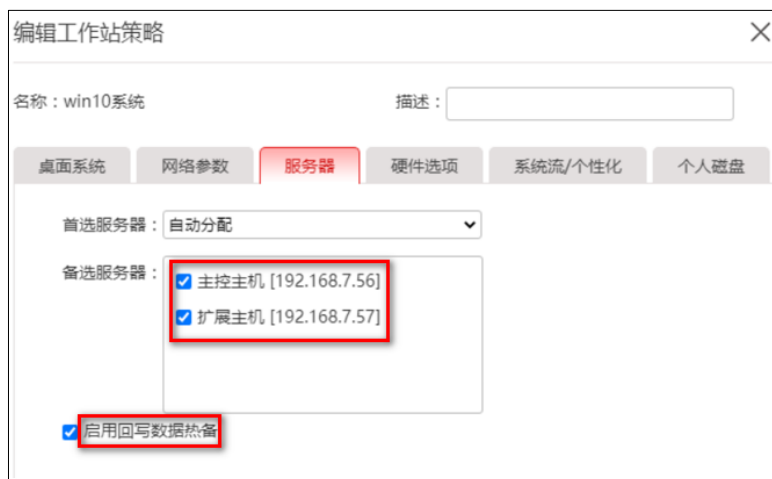 编辑工作站策略
名称：win10系统 描述：
桌面系统 网络参数 服务器 硬件选项 系统流/个性化 个人磁盘
首选服务器：自动分配
备选服务器：
主控主机 [192.168.7.56]
扩展主机 [192.168.7.57]
启用回写数据热备